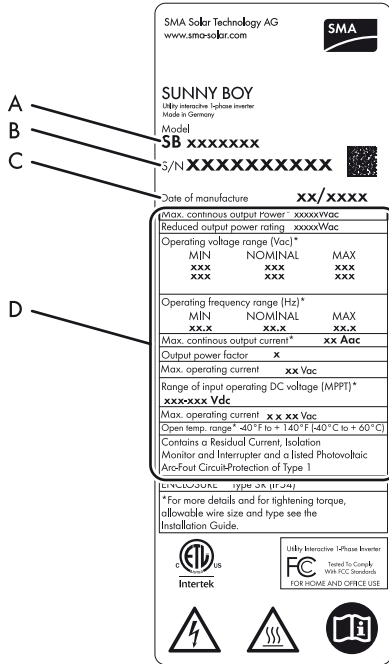 SMA Solar Technology AG
www.sma-solar.com
SMA
SUNNY BOY
Utility interacitve 1-phase inverter
Made in Germany
Model
A
SB xxxxxxx
B
S/N xxxxxxxxxx
C
Date of manufacture xx/xxxx
Max. continous output Power* xxxxxWac
Reduced output power rating xxxxxWac
Operating voltage range (Vac)*
MIN NOMINAL MAX
xxx xxx xxx
xxx xxx xxx
D
Operating frequency range (Hz)*
MIN NOMINAL MAX
xx.x xx.x xx.x
Max. continous output current* xx Aac
Output power factor x
Max. operating current xx Vac
Range of input operating DC voltage (MPPT)*
xxx-xxx Vdc
Max. operating current xx xx Vac
Open temp. range* -40°F to + 140°F (-40°C to + 60°C)
Contains a Residual Current, Isolation
Monitor and Interrupter and a listed Photovoltaic
Arc-Fout Circuit-Protection of Type 1
ENCLOSURE Type 3R (IP54)
*For more details and for tightening torque,
allowable wire size and type see the
Installation Guide.
C ETL US
Intertek
Utility Interactive 1-Phase Inverter
FC Tested To Comply
With FCC Standards
FOR HOME AND OFFICE USE